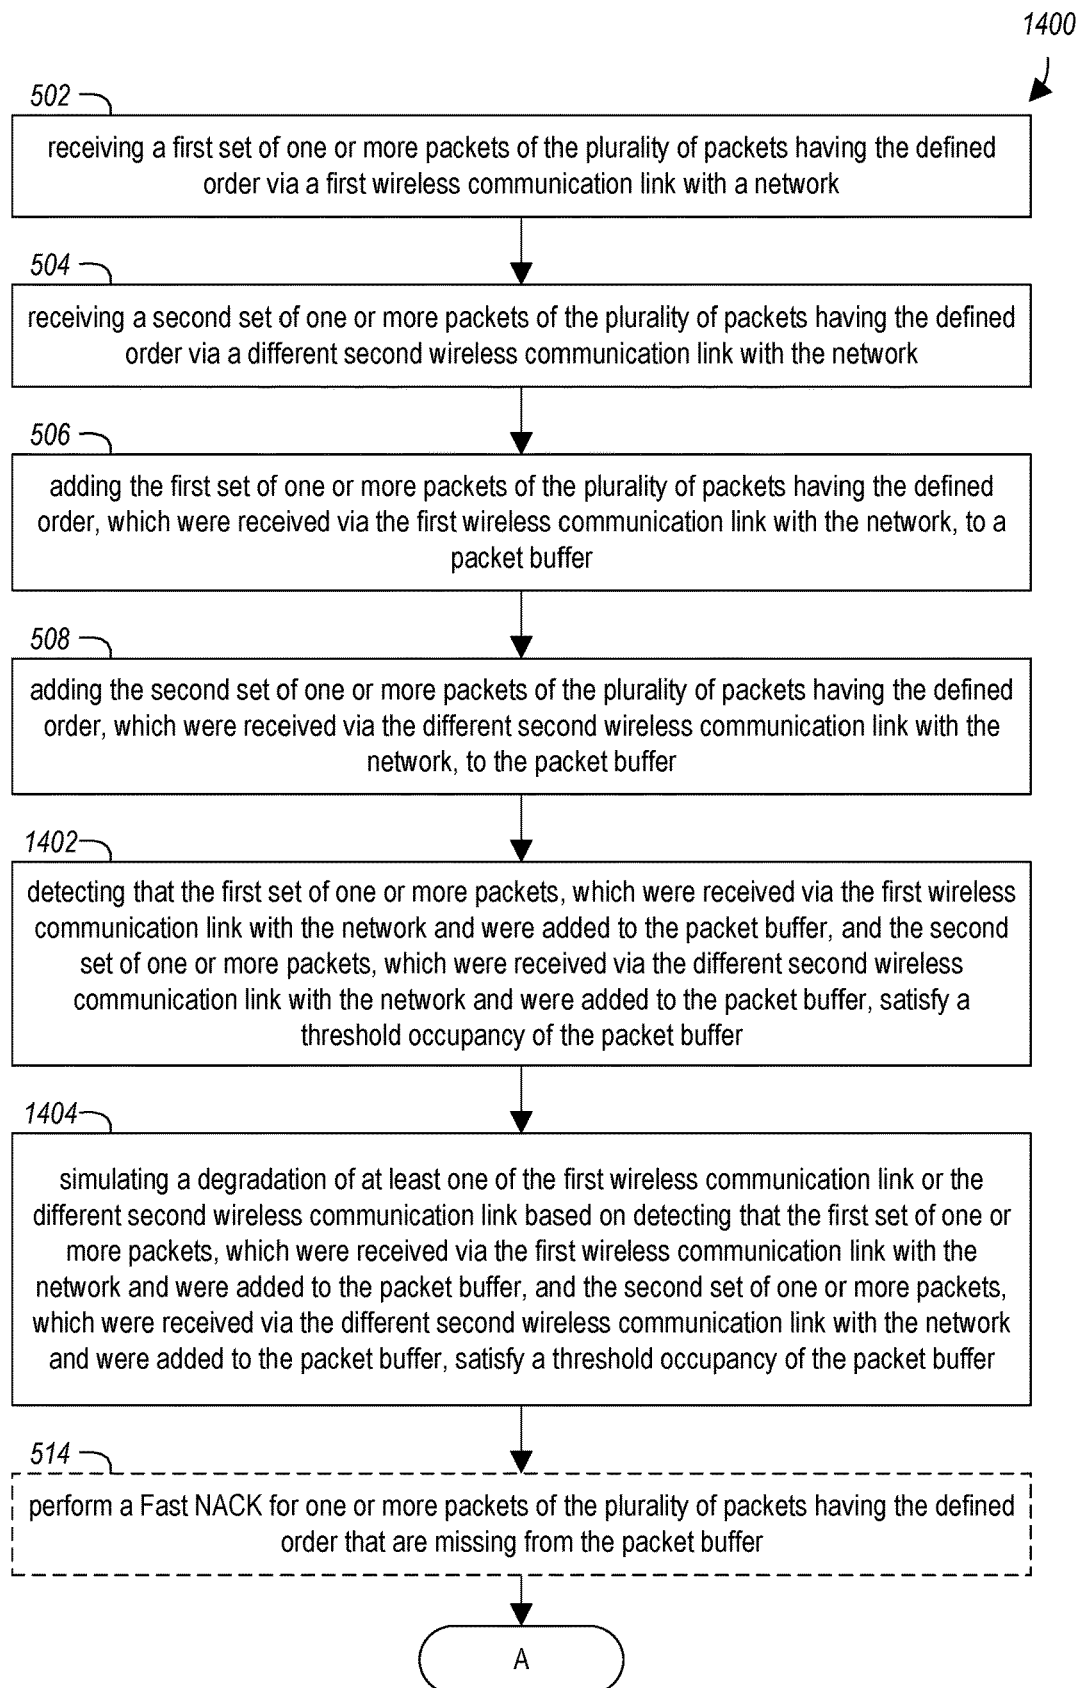 1400
502
receiving a first set of one or more packets of the plurality of packets having the defined
order via a first wireless communication link with a network
504
receiving a second set of one or more packets of the plurality of packets having the defined
order via a different second wireless communication link with the network
506
adding the first set of one or more packets of the plurality of packets having the defined
order, which were received via the first wireless communication link with the network, to a
packet buffer
508
adding the second set of one or more packets of the plurality of packets having the defined
order, which were received via the different second wireless communication link with the
network, to the packet buffer
1402
detecting that the first set of one or more packets, which were received via the first wireless
communication link with the network and were added to the packet buffer, and the second
set of one or more packets, which were received via the different second wireless
communication link with the network and were added to the packet buffer, satisfy a
threshold occupancy of the packet buffer
1404
simulating a degradation of at least one of the first wireless communication link or the
different second wireless communication link based on detecting that the first set of one or
more packets, which were received via the first wireless communication link with the
network and were added to the packet buffer, and the second set of one or more packets,
which were received via the different second wireless communication link with the network
and were added to the packet buffer, satisfy a threshold occupancy of the packet buffer
514
perform a Fast NACK for one or more packets of the plurality of packets having the defined
order that are missing from the packet buffer
A